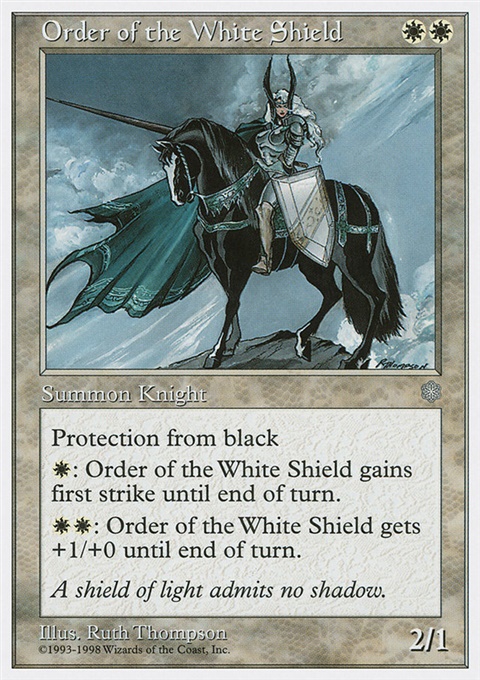 Order of the White Shield
R.THOMPSON
Summon Knight
Protection from black
: Order of the White Shield gains
first strike until end of turn.
: Order of the White Shield gets
+1/+0 until end of turn.
A shield of light admits no shadow.
Illus. Ruth Thompson
2/1
©1993-1998 Wizards of the Coast, Inc.